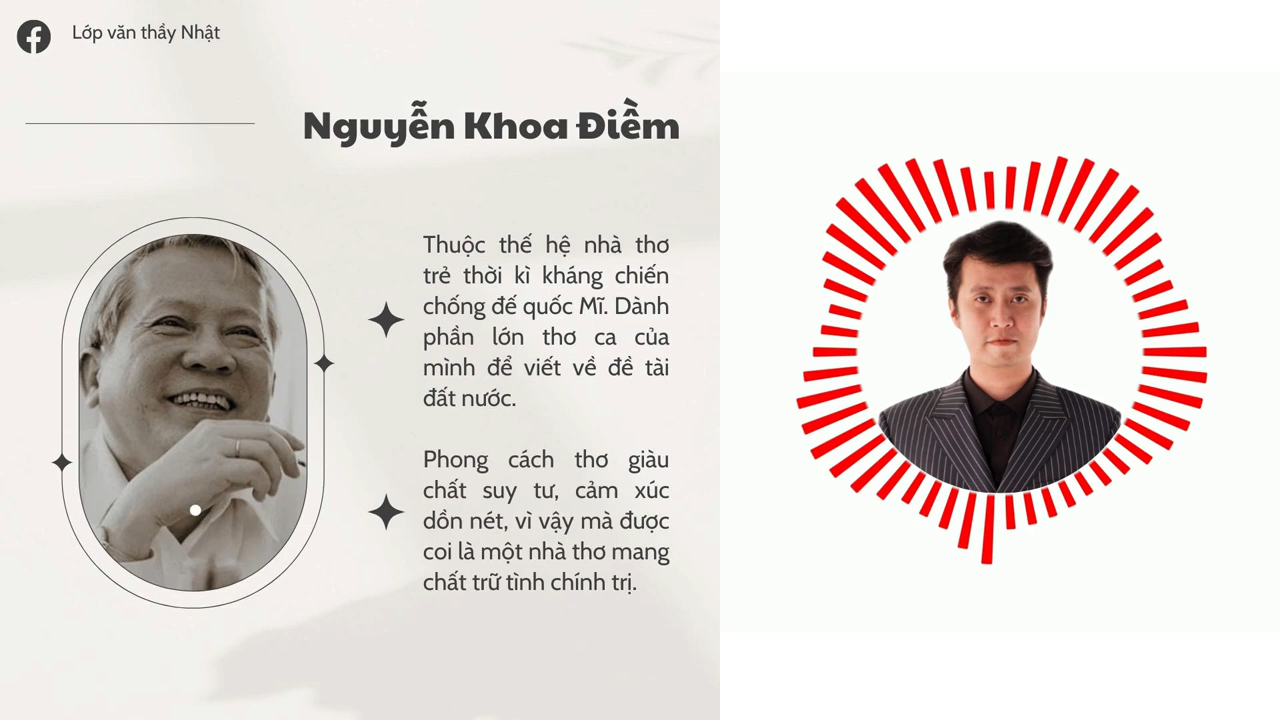 Lớp văn thầy Nhật
Nguyễn Khoa Điềm
Thuộc thế hệ nhà thơ
trẻ thời kì kháng chiến
chống đế quốc Mĩ. Dành
phần lớn thơ ca của
mình để viết về đề tài
đất nước.
Phong cách thơ giàu
chất suy tư, cảm xúc
dồn nét, vì vậy mà được
coi là một nhà thơ mang
chất trữ tình chính trị.